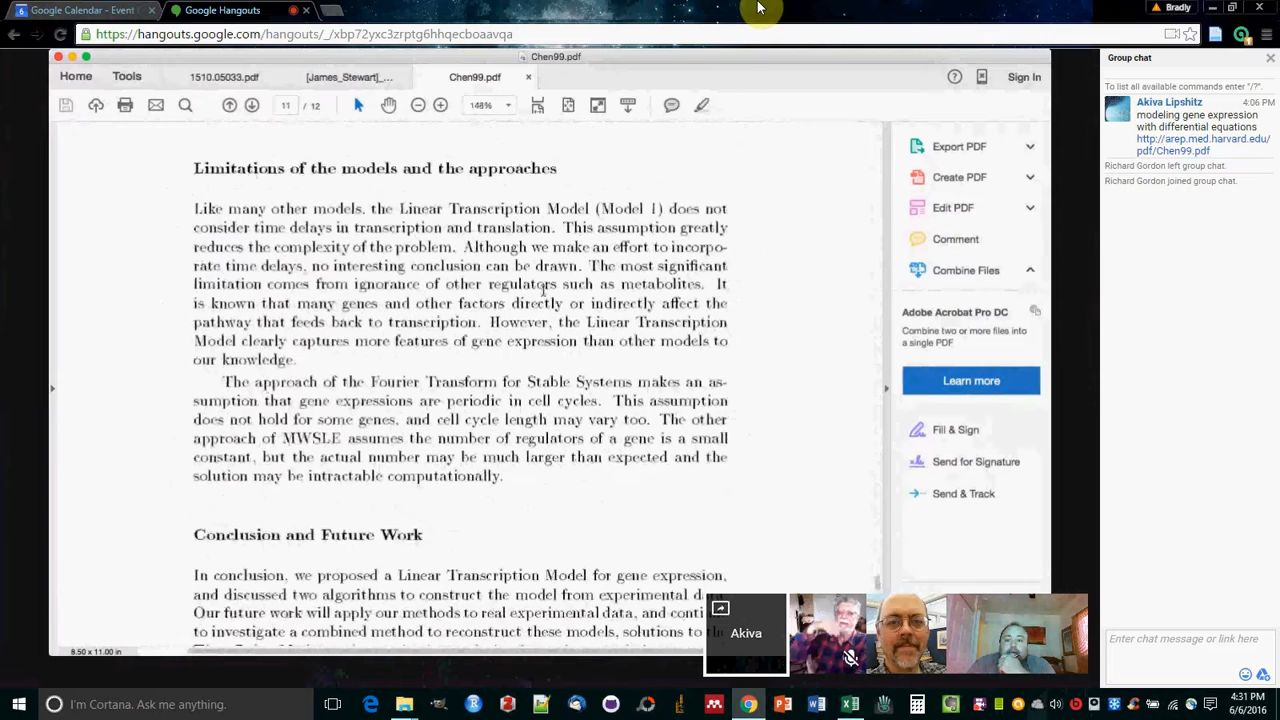 Google Calendar - Event
Google Hangouts
Bradly
https://hangouts.google.com/hangouts/_/xbp72yxc3zrptg6hhqecboaavqa
Chen99.pdf
Home
Tools
1510.05033.pdf
[James_Stewart]_...
Chen99.pdf
Sign In
11 / 12
146%
Limitations of the models and the approaches
Like many other models, the Linear Transcription Model (Model 1) does not
consider time delays in transcription and translation. This assumption greatly
reduces the complexity of the problem. Although we make an effort to incorpo-
rate time delays, no interesting conclusion can be drawn. The most significant
limitation comes from ignorance of other regulators such as metabolites. It
is known that many genes and other factors directly or indirectly affect the
pathway that feeds back to transcription. However, the Linear Transcription
Model clearly captures more features of gene expression than other models to
our knowledge.
The approach of the Fourier Transform for Stable Systems makes an as-
sumption that gene expressions are periodic in cell cycles. This assumption
does not hold for some genes, and cell cycle length may vary too. The other
approach of MWSLE assumes the number of regulators of a gene is a small
constant, but the actual number may be much larger than expected and the
solution may be intractable computationally.
Conclusion and Future Work
In conclusion, we proposed a Linear Transcription Model for gene expression,
and discussed two algorithms to construct the model from experimental
Our future work will apply our methods to real experimental data, and
to investigate a combined method to reconstruct these models, solutions to
8.50 x 11.00 in
Export PDF
Create PDF
Edit PDF
Comment
Combine Files
Adobe Acrobat Pro DC
Combine two or more files into
a single PDF
Learn more
Fill & Sign
Send for Signature
Send & Track
Akiva
Group chat
To list all available commands enter "/?".
Akiva Lipshitz 4:06 PM
modeling gene expression
with differential equations
http://arep.med.harvard.edu/
pdf/Chen99.pdf
Richard Gordon left group chat.
Richard Gordon joined group chat.
Enter chat message or link here
I'm Cortana. Ask me anything.
4:31 PM
6/6/2016